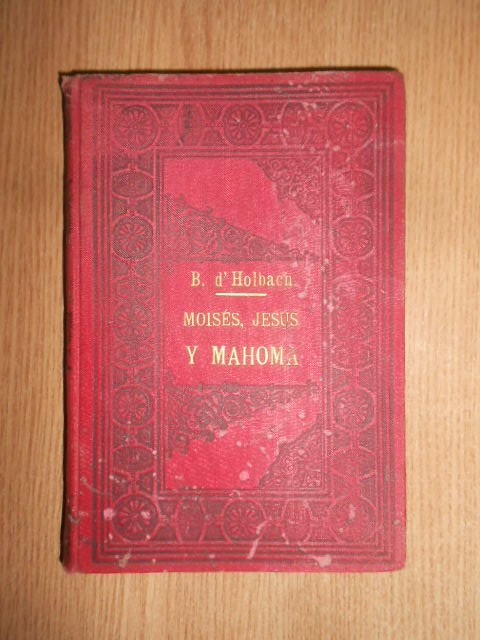 B. d'Holbach
MOISÉS, JESÚS
Y MAHOMA